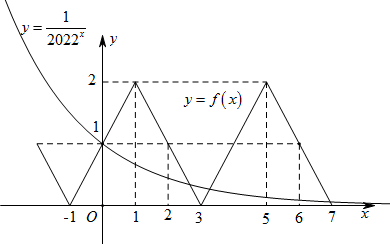 y = 1/2022^x
y
2
y = f(x)
1
-1 O 1 2 3 5 6 7 x